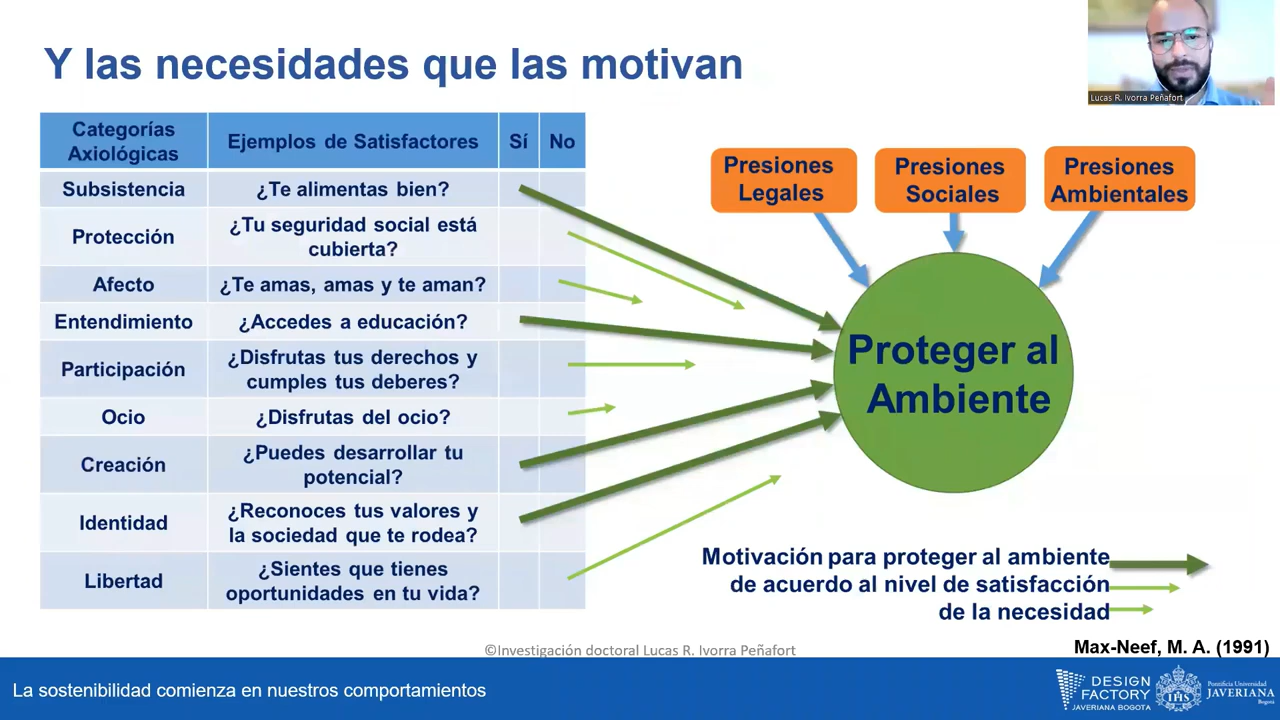 Y las necesidades que las motivan
Lucas R. Ivorra Peñafort
Categorías
Axiológicas
Ejemplos de Satisfactores
Sí
No
Subsistencia
¿Te alimentas bien?
Protección
¿Tu seguridad social está
cubierta?
Afecto
¿Te amas, amas y te aman?
Entendimiento
¿Accedes a educación?
Participación
¿Disfrutas tus derechos y
cumples tus deberes?
Ocio
¿Disfrutas del ocio?
Creación
¿Puedes desarrollar tu
potencial?
Identidad
¿Reconoces tus valores y
la sociedad que te rodea?
Libertad
¿Sientes que tienes
oportunidades en tu vida?
Presiones
Legales
Presiones
Sociales
Presiones
Ambientales
Proteger al
Ambiente
Motivación para proteger al ambiente
de acuerdo al nivel de satisfacción
de la necesidad
Max-Neef, M. A. (1991)
©Investigación doctoral Lucas R. Ivorra Peñafort
La sostenibilidad comienza en nuestros comportamientos
DESIGN
FACTORY
JAVERIANA BOGOTA
IHS
Pontificia Universidad
JAVERIANA
Bogotá